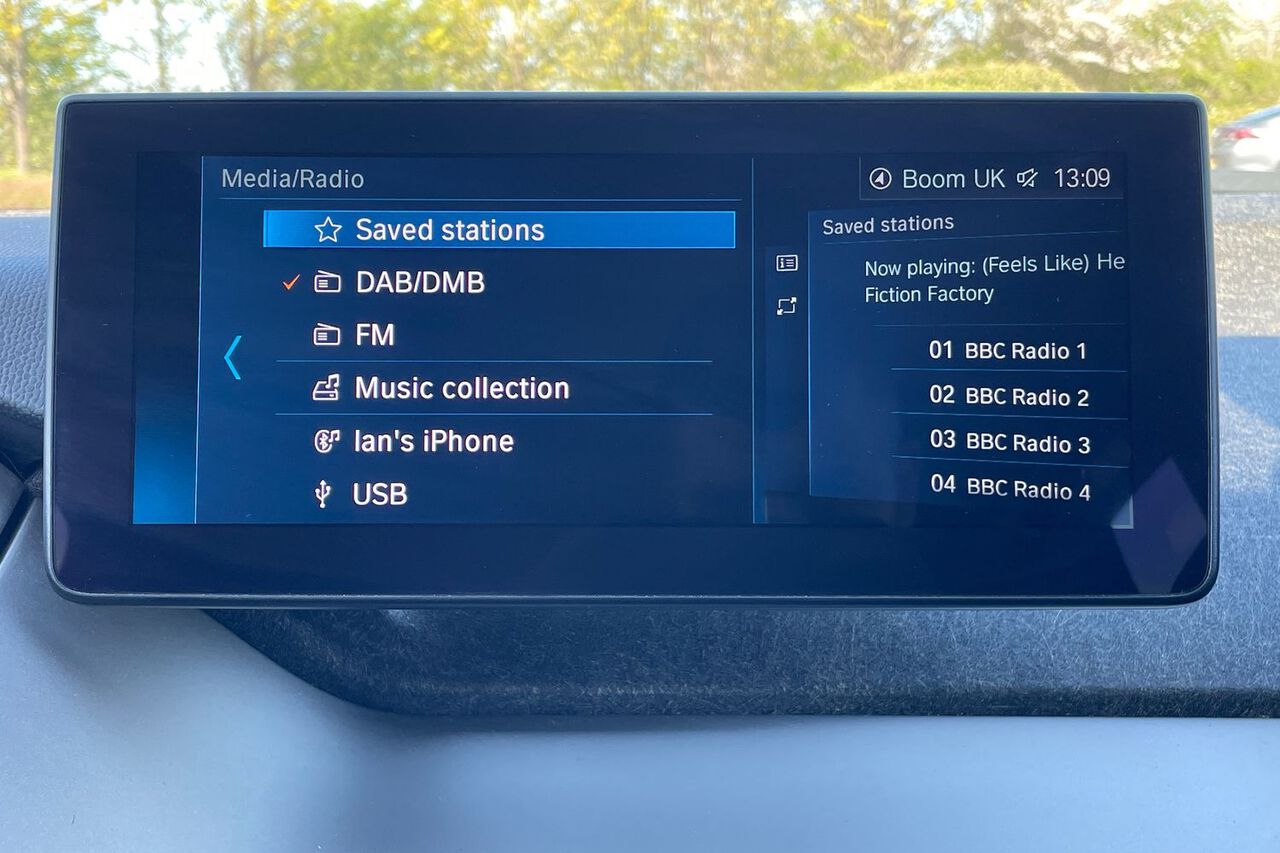 Media/Radio
Saved stations
DAB/DMB
FM
Music collection
Ian's iPhone
USB
Boom UK 13:09
Saved stations
Now playing: (Feels Like) He
Fiction Factory
01 BBC Radio 1
02 BBC Radio 2
03 BBC Radio 3
04 BBC Radio 4